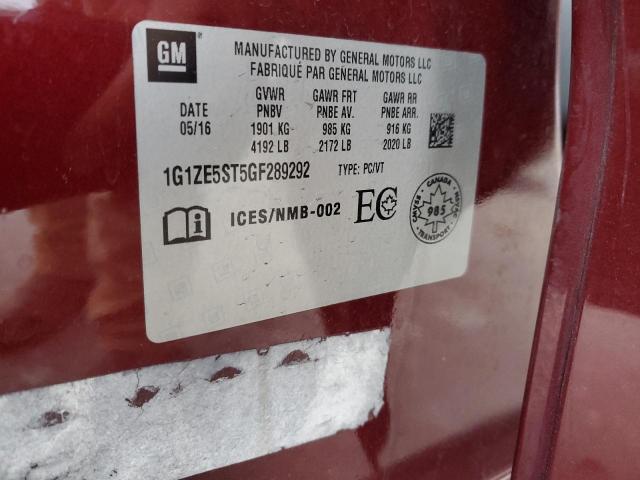 GM
MANUFACTURED BY GENERAL MOTORS LLC
FABRIQUÉ PAR GENERAL MOTORS LLC
GVWR GAWR FRT GAWR RR
DATE PNBV PNBE AV. PNBE ARR.
05/16 1901 KG 985 KG 916 KG
4192 LB 2172 LB 2020 LB
1G1ZE5ST5GF289292 TYPE: PC/VT
i ICES/NMB-002 EC
CANADA
CMVSS 985 NSVAC
TRANSPORT